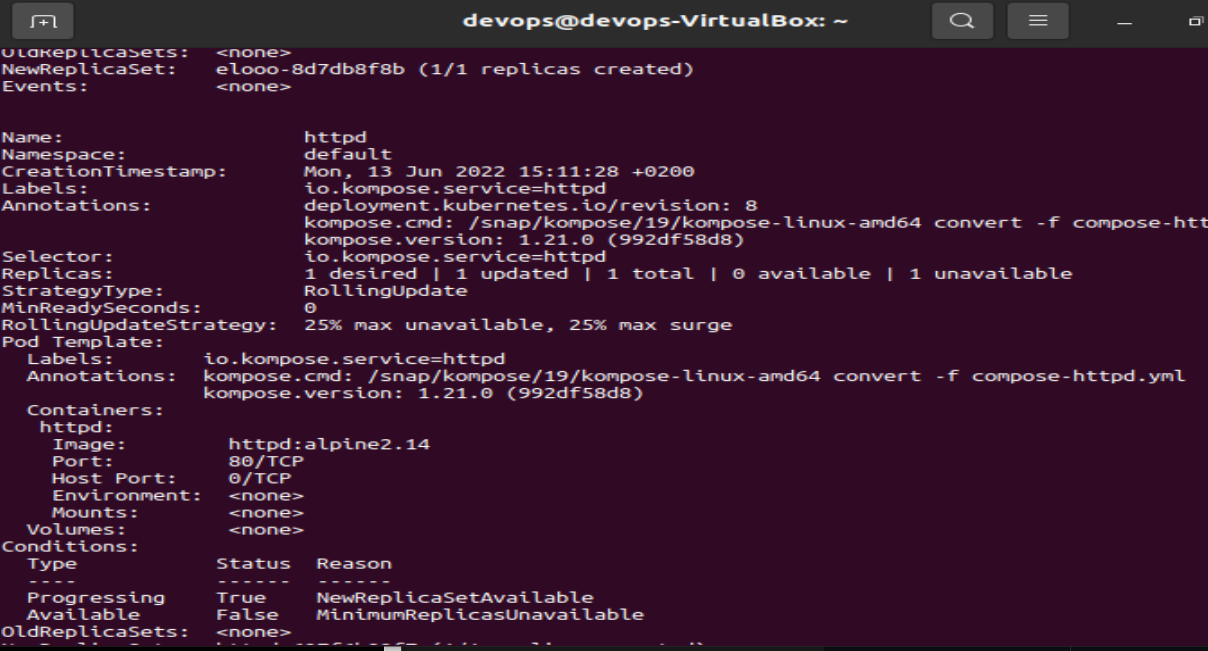 devops@devops-VirtualBox: ~
OldReplicaSets:  <none>
NewReplicaSet:   elooo-8d7db8f8b (1/1 replicas created)
Events:          <none>
Name:                   httpd
Namespace:              default
CreationTimestamp:      Mon, 13 Jun 2022 15:11:28 +0200
Labels:                 io.kompose.service=httpd
Annotations:            deployment.kubernetes.io/revision: 8
                        kompose.cmd: /snap/kompose/19/kompose-linux-amd64 convert -f compose-htt
                        kompose.version: 1.21.0 (992df58d8)
Selector:               io.kompose.service=httpd
Replicas:               1 desired | 1 updated | 1 total | 0 available | 1 unavailable
StrategyType:           RollingUpdate
MinReadySeconds:        0
RollingUpdateStrategy:  25% max unavailable, 25% max surge
Pod Template:
  Labels:       io.kompose.service=httpd
  Annotations:  kompose.cmd: /snap/kompose/19/kompose-linux-amd64 convert -f compose-httpd.yml
                kompose.version: 1.21.0 (992df58d8)
  Containers:
   httpd:
    Image:        httpd:alpine2.14
    Port:         80/TCP
    Host Port:    0/TCP
    Environment:  <none>
    Mounts:       <none>
  Volumes:        <none>
Conditions:
  Type           Status  Reason
  ----           ------  ------
  Progressing    True    NewReplicaSetAvailable
  Available      False   MinimumReplicasUnavailable
OldReplicaSets:  <none>